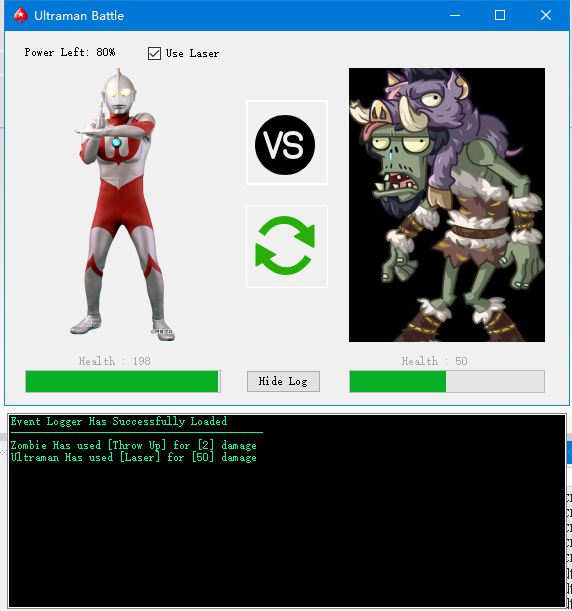 Ultraman Battle
Power Left: 80%
Use Laser
VS
Health : 198
Health : 50
Hide Log
Event Logger Has Successfully Loaded
Zombie Has used [Throw Up] for [2] damage
Ultraman Has used [Laser] for [50] damage